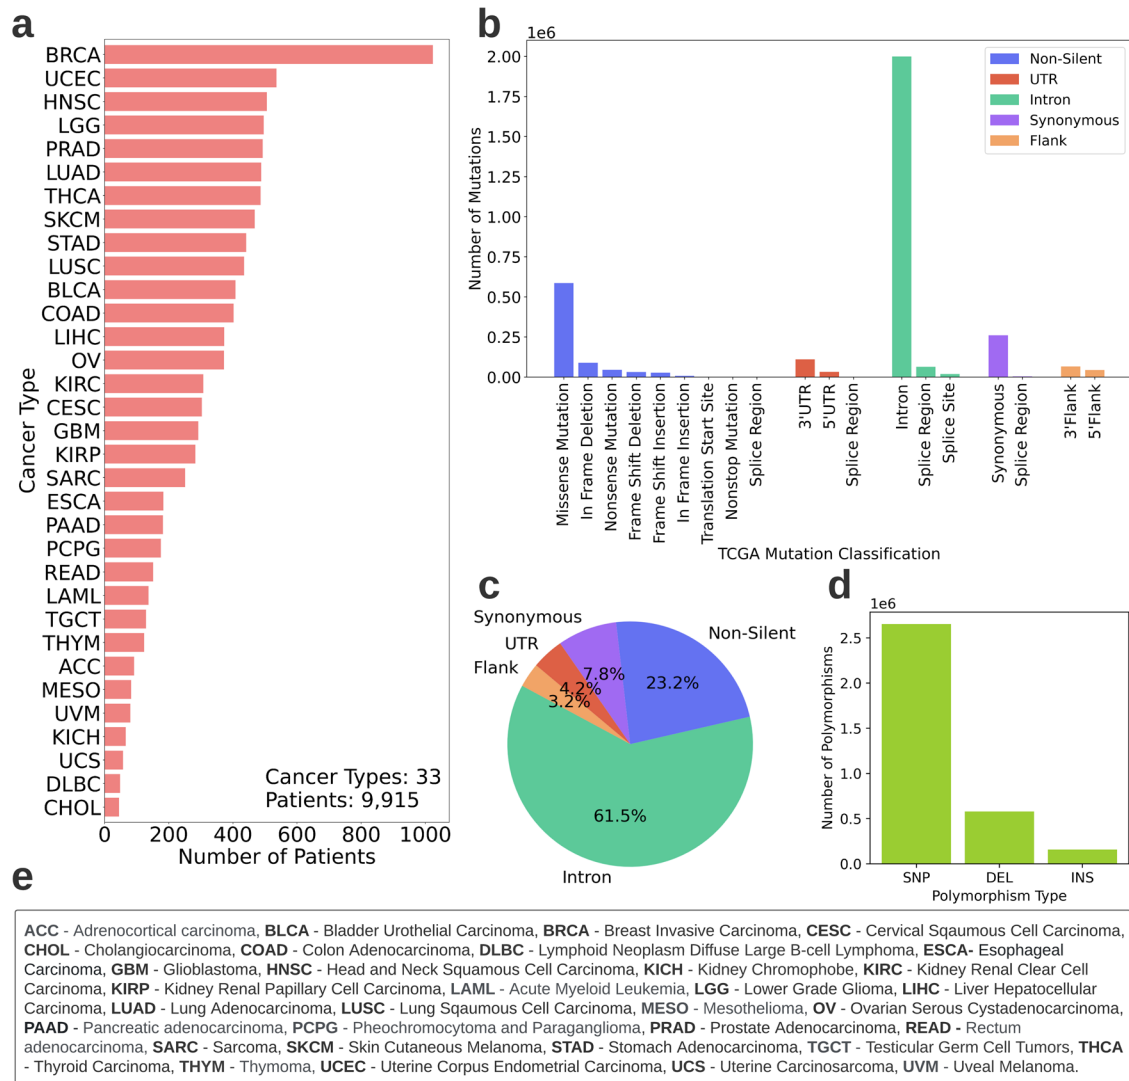 a
BRCA
UCEC
HNSC
LGG
PRAD
LUAD
THCA
SKCM
STAD
LUSC
BLCA
COAD
LIHC
OV
KIRC
CESC
GBM
KIRP
SARC
ESCA
PAAD
PCPG
READ
LAML
TGCT
THYM
ACC
MESO
UVM
KICH
UCS
DLBC
CHOL
Cancer Type
Cancer Types: 33
Patients: 9,915
0 200 400 600 800 1000
Number of Patients
b
1e6
2.00
1.75
1.50
1.25
1.00
0.75
0.50
0.25
0.00
Number of Mutations
Non-Silent
UTR
Intron
Synonymous
Flank
Missense Mutation
In Frame Deletion
Nonsense Mutation
Frame Shift Deletion
Frame Shift Insertion
In Frame Insertion
Translation Start Site
Nonstop Mutation
Splice Region
3'UTR
5'UTR
Splice Region
Intron
Splice Region
Splice Site
Synonymous
Splice Region
3'Flank
5'Flank
TCGA Mutation Classification
c
Synonymous
UTR
Flank
Non-Silent
7.8%
4.2%
3.2%
23.2%
61.5%
Intron
d
1e6
2.5
2.0
1.5
1.0
0.5
0.0
Number of Polymorphisms
SNP DEL INS
Polymorphism Type
e
ACC - Adrenocortical carcinoma, BLCA - Bladder Urothelial Carcinoma, BRCA - Breast Invasive Carcinoma, CESC - Cervical Sqaumous Cell Carcinoma,
CHOL - Cholangiocarcinoma, COAD - Colon Adenocarcinoma, DLBC - Lymphoid Neoplasm Diffuse Large B-cell Lymphoma, ESCA- Esophageal
Carcinoma, GBM - Glioblastoma, HNSC - Head and Neck Squamous Cell Carcinoma, KICH - Kidney Chromophobe, KIRC - Kidney Renal Clear Cell
Carcinoma, KIRP - Kidney Renal Papillary Cell Carcinoma, LAML - Acute Myeloid Leukemia, LGG - Lower Grade Glioma, LIHC - Liver Hepatocellular
Carcinoma, LUAD - Lung Adenocarcinoma, LUSC - Lung Sqaumous Cell Carcinoma, MESO - Mesothelioma, OV - Ovarian Serous Cystadenocarcinoma,
PAAD - Pancreatic adenocarcinoma, PCPG - Pheochromocytoma and Paraganglioma, PRAD - Prostate Adenocarcinoma, READ - Rectum
adenocarcinoma, SARC - Sarcoma, SKCM - Skin Cutaneous Melanoma, STAD - Stomach Adenocarcinoma, TGCT - Testicular Germ Cell Tumors, THCA
- Thyroid Carcinoma, THYM - Thymoma, UCEC - Uterine Corpus Endometrial Carcinoma, UCS - Uterine Carcinosarcoma, UVM - Uveal Melanoma.